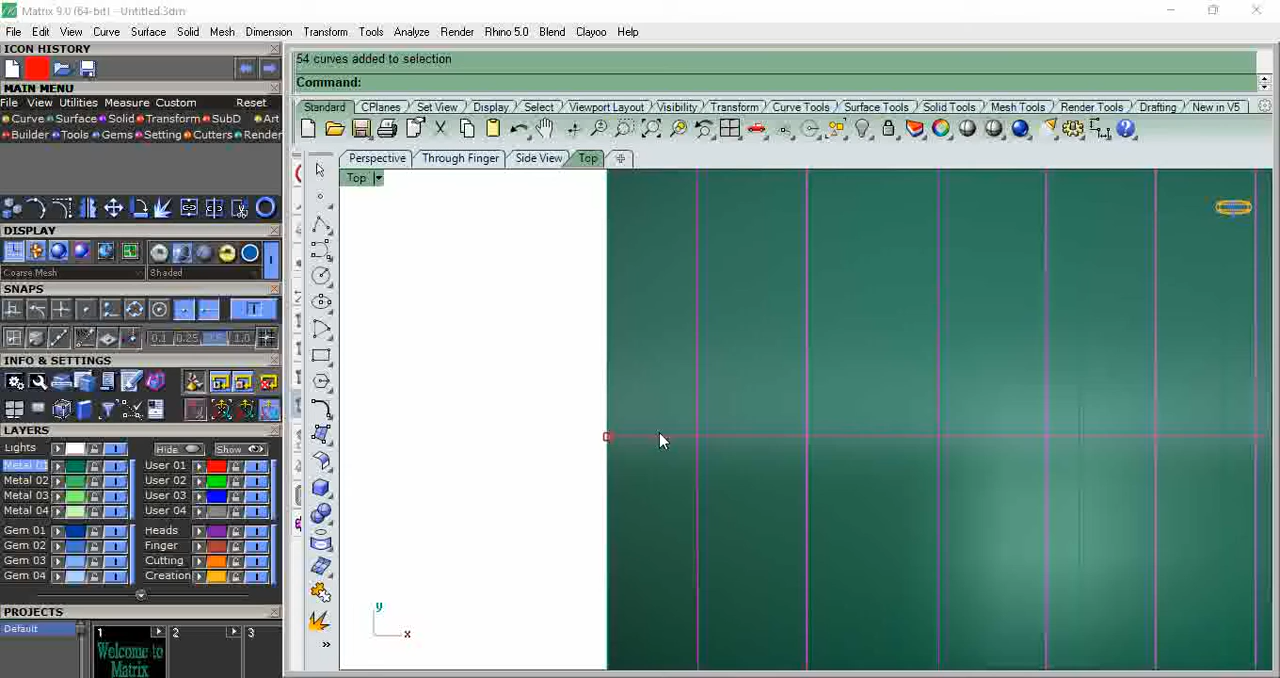 Matrix 9.0 (64-bit) - Untitled.3dm
File Edit View Curve Surface Solid Mesh Dimension Transform Tools Analyze Render Rhino 5.0 Blend Clayoo Help
ICON HISTORY
54 curves added to selection
Command:
MAIN MENU
File View Utilities Measure Custom Reset
Curve Surface Solid Transform SubD Art
Builder Tools Gems Setting Cutters Render
Standard CPlanes Set View Display Select Viewport Layout Visibility Transform Curve Tools Surface Tools Solid Tools Mesh Tools Render Tools Drafting New in V5
Perspective Through Finger Side View Top
Top
DISPLAY
Coarse Mesh Shaded
SNAPS
0.1 0.25 1.0
INFO & SETTINGS
LAYERS
Lights Hide Show
Metal 01 User 01
Metal 02 User 02
Metal 03 User 03
Metal 04 User 04
Gem 01 Heads
Gem 02 Finger
Gem 03 Cutting
Gem 04 Creation
PROJECTS
Default
1 2 3
Welcome to
Matrix
y
x